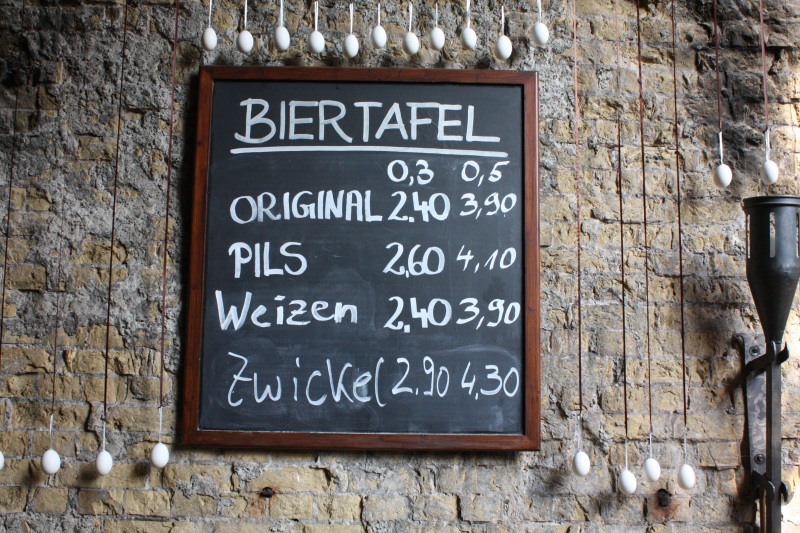 BIERTAFEL
0,3 0,5
ORIGINAL 2.40 3,90
PILS 2,60 4,10
Weizen 2.40 3,90
Zwickel 2.90 4,30